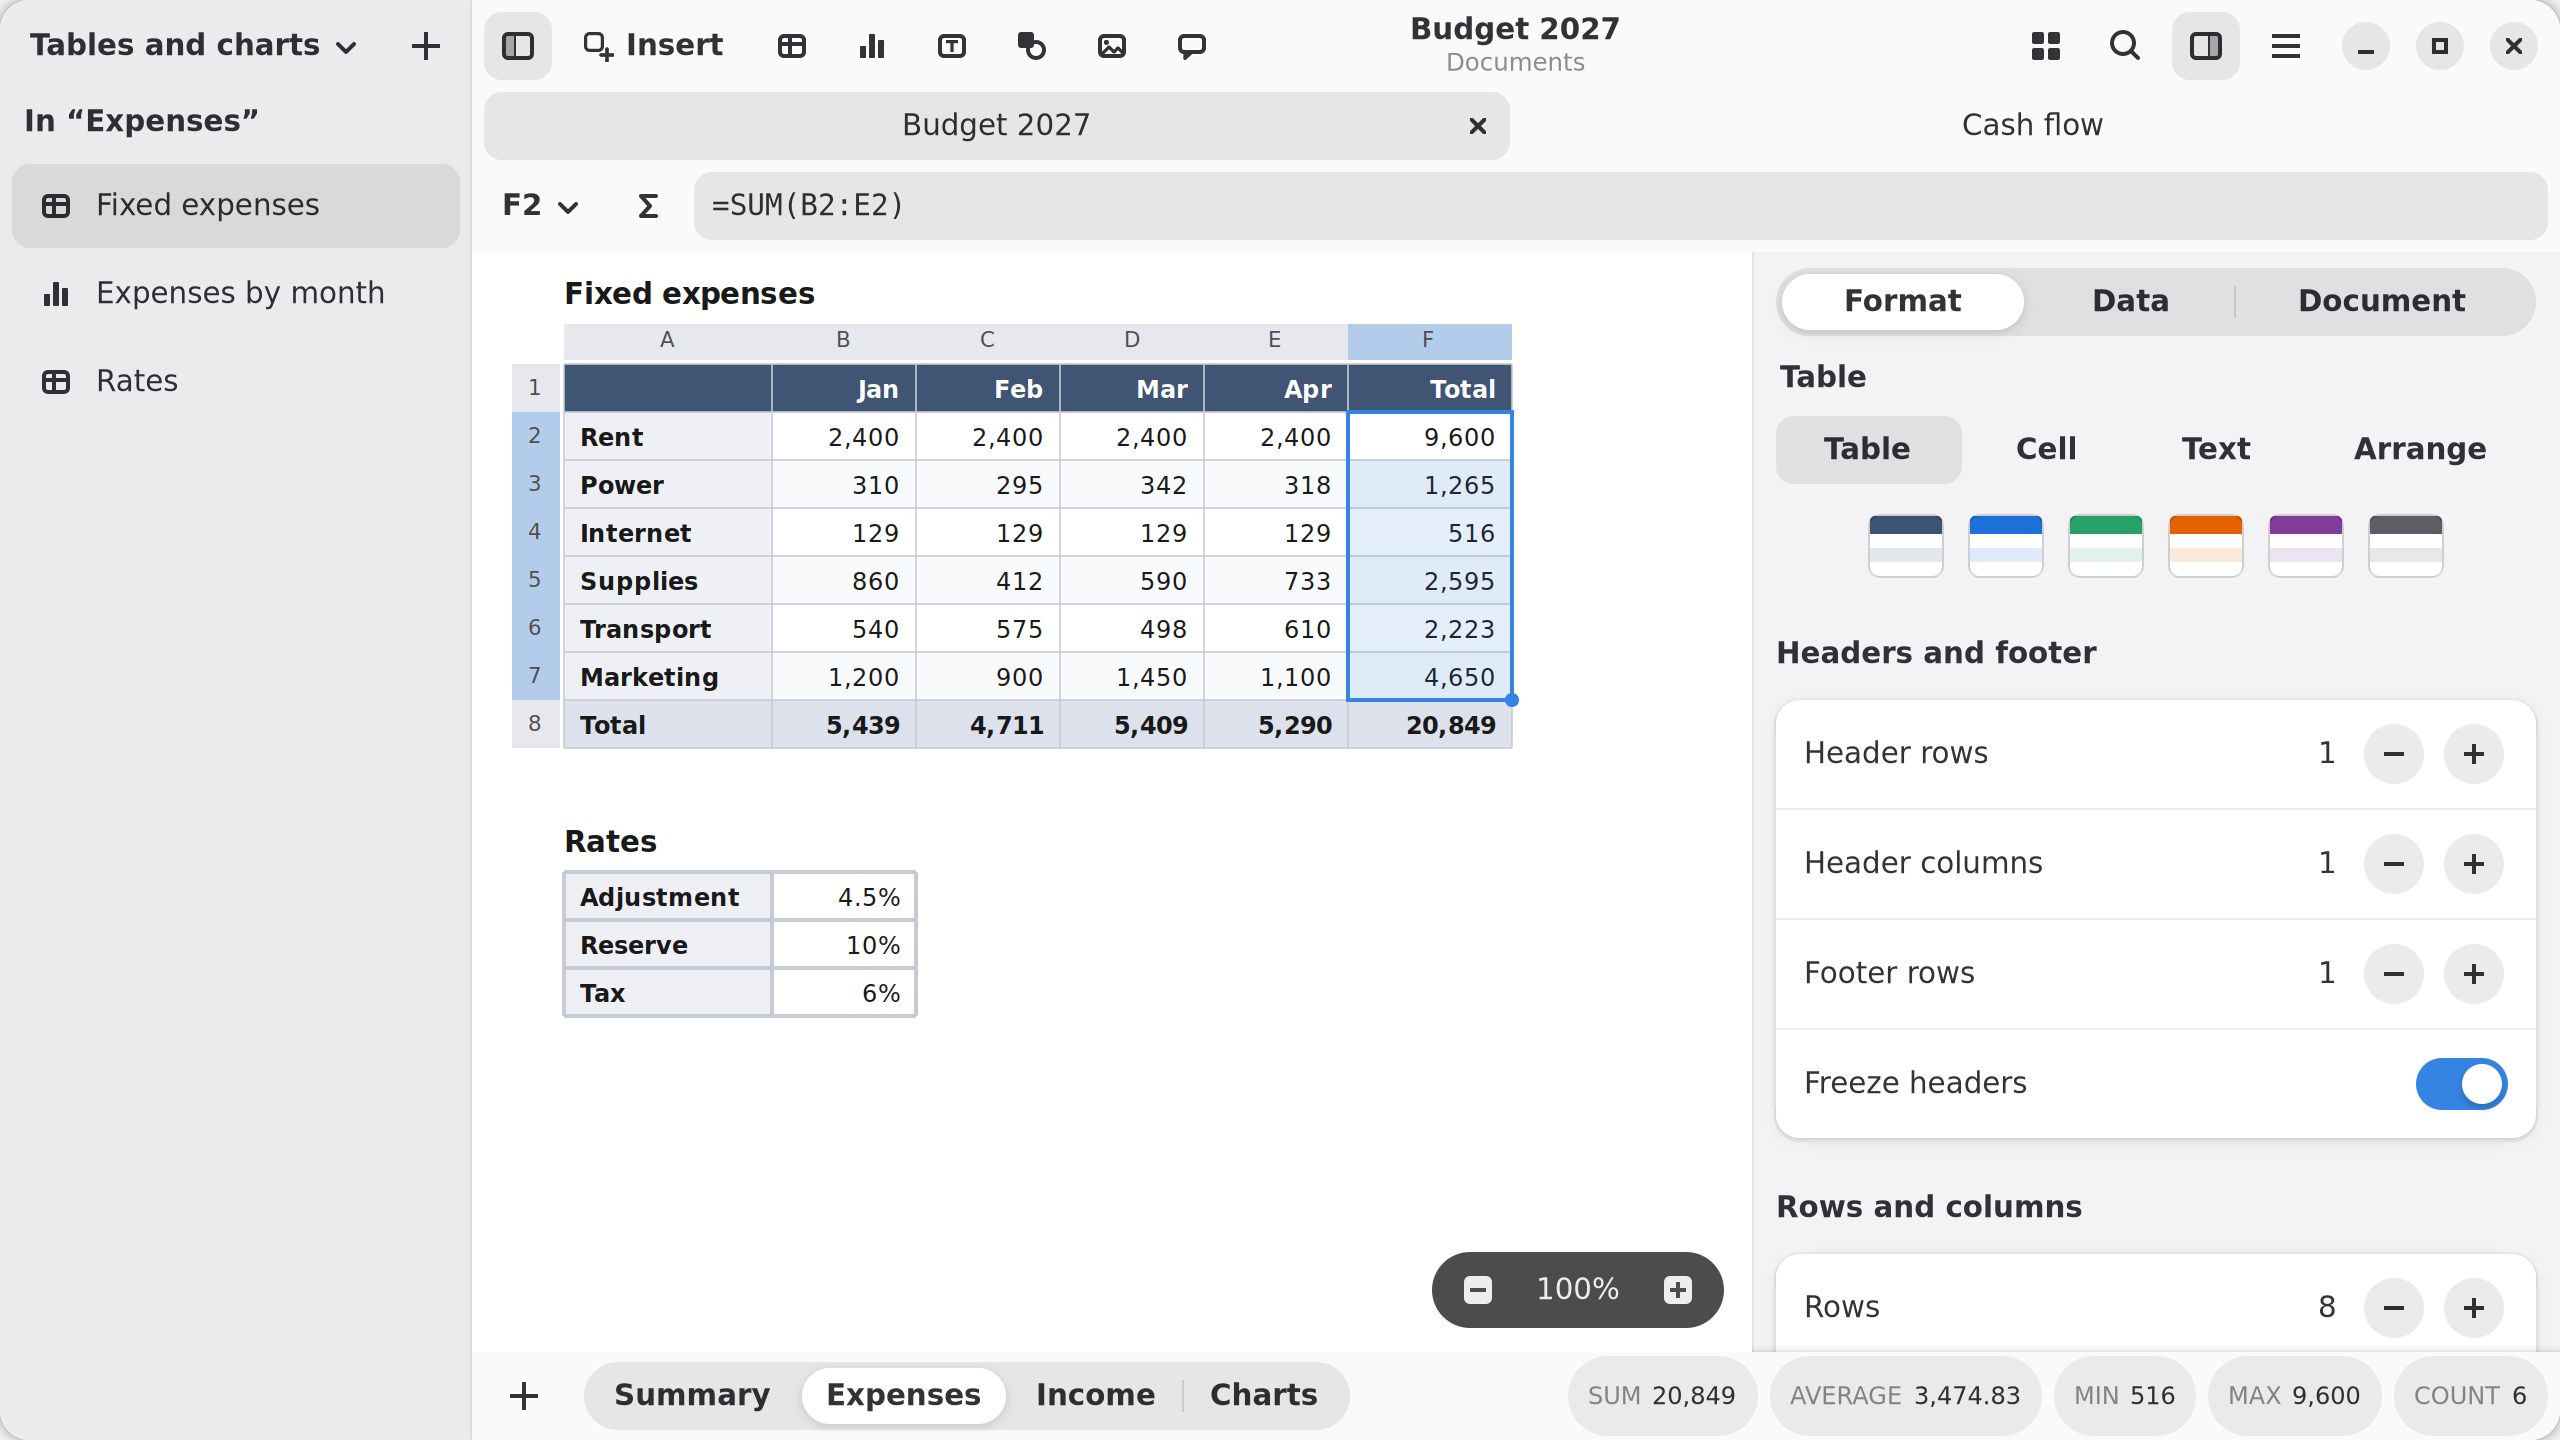 Tables and charts
Insert
Budget 2027
Documents
In “Expenses”
Budget 2027
Cash flow
Fixed expenses
Expenses by month
Rates
F2
Σ
=SUM(B2:E2)
Fixed expenses
A B C D E F
1 Jan Feb Mar Apr Total
2 Rent 2,400 2,400 2,400 2,400 9,600
3 Power 310 295 342 318 1,265
4 Internet 129 129 129 129 516
5 Supplies 860 412 590 733 2,595
6 Transport 540 575 498 610 2,223
7 Marketing 1,200 900 1,450 1,100 4,650
8 Total 5,439 4,711 5,409 5,290 20,849
Rates
Adjustment 4.5%
Reserve 10%
Tax 6%
100%
Format Data Document
Table
Table Cell Text Arrange
Headers and footer
Header rows 1
Header columns 1
Footer rows 1
Freeze headers
Rows and columns
Rows 8
Summary Expenses Income Charts
SUM 20,849 AVERAGE 3,474.83 MIN 516 MAX 9,600 COUNT 6